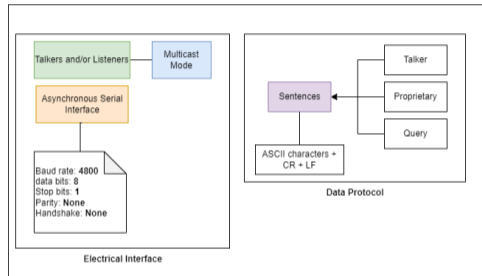 Talkers and/or Listeners
Multicast
Mode
Asynchronous Serial
Interface
Baud rate: 4800
data bits: 8
Stop bits: 1
Parity: None
Handshake: None
Electrical Interface
Talker
Sentences
Proprietary
Query
ASCII characters +
CR + LF
Data Protocol